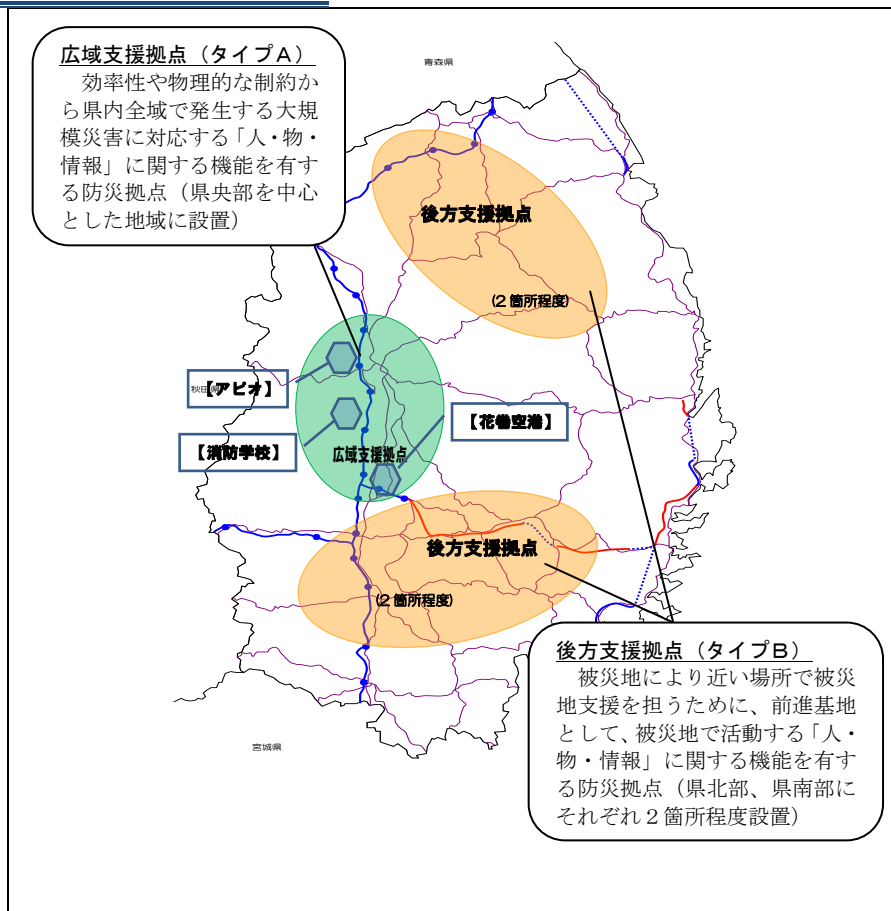 広域支援拠点（タイプＡ）
効率性や物理的な制約か
ら県内全域で発生する大規
模災害に対応する「人・物・
情報」に関する機能を有す
る防災拠点（県央部を中心
とした地域に設置）
青森県
後方支援拠点
(２箇所程度)
【アピオ】
秋田県
【花巻空港】
【消防学校】
広域支援拠点
後方支援拠点
(２箇所程度)
後方支援拠点（タイプＢ）
被災地により近い場所で被災
地支援を担うために、前進基地
として、被災地で活動する「人・
物・情報」に関する機能を有す
る防災拠点（県北部、県南部に
それぞれ２箇所程度設置）
宮城県